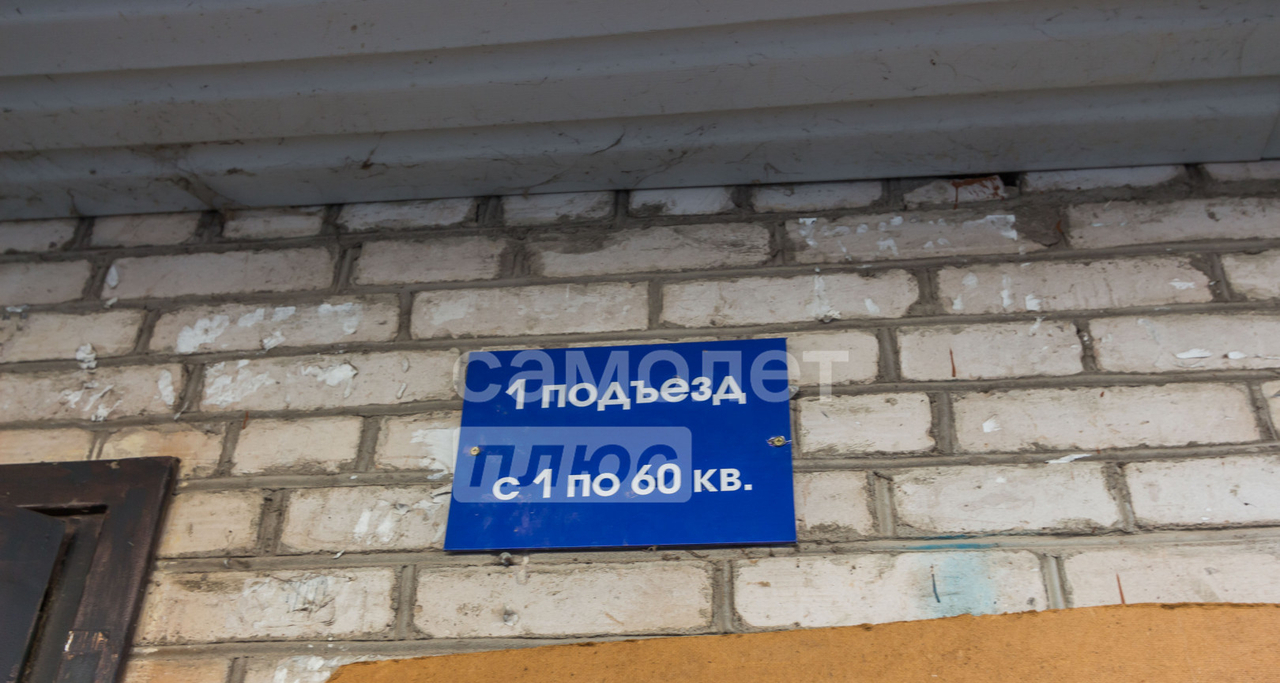 самолет
1 подъезд
плюс
с 1 по 60 кв.